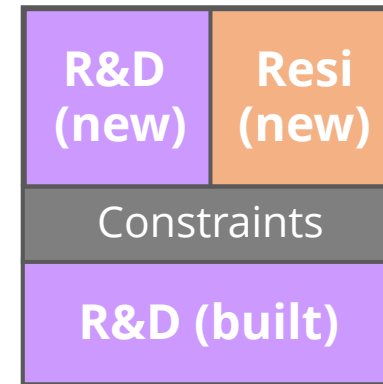 R&D
(new)
Resi
(new)
Constraints
R&D (built)